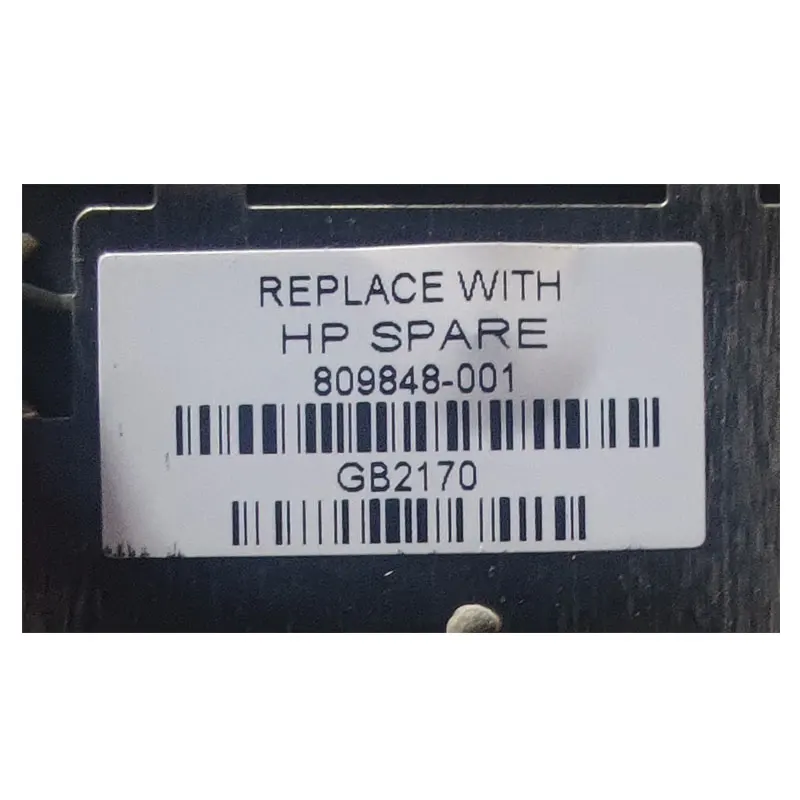 REPLACE WITH
HP SPARE
809848-001
GB2170